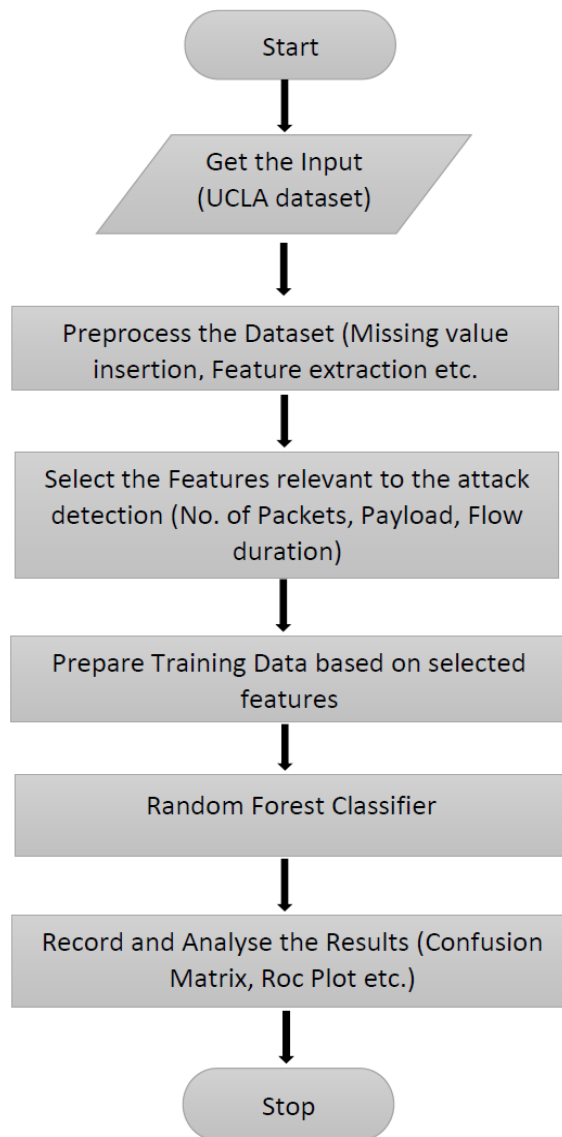 Start
Get the Input
(UCLA dataset)
Preprocess the Dataset (Missing value
insertion, Feature extraction etc.
Select the Features relevant to the attack
detection (No. of Packets, Payload, Flow
duration)
Prepare Training Data based on selected
features
Random Forest Classifier
Record and Analyse the Results (Confusion
Matrix, Roc Plot etc.)
Stop